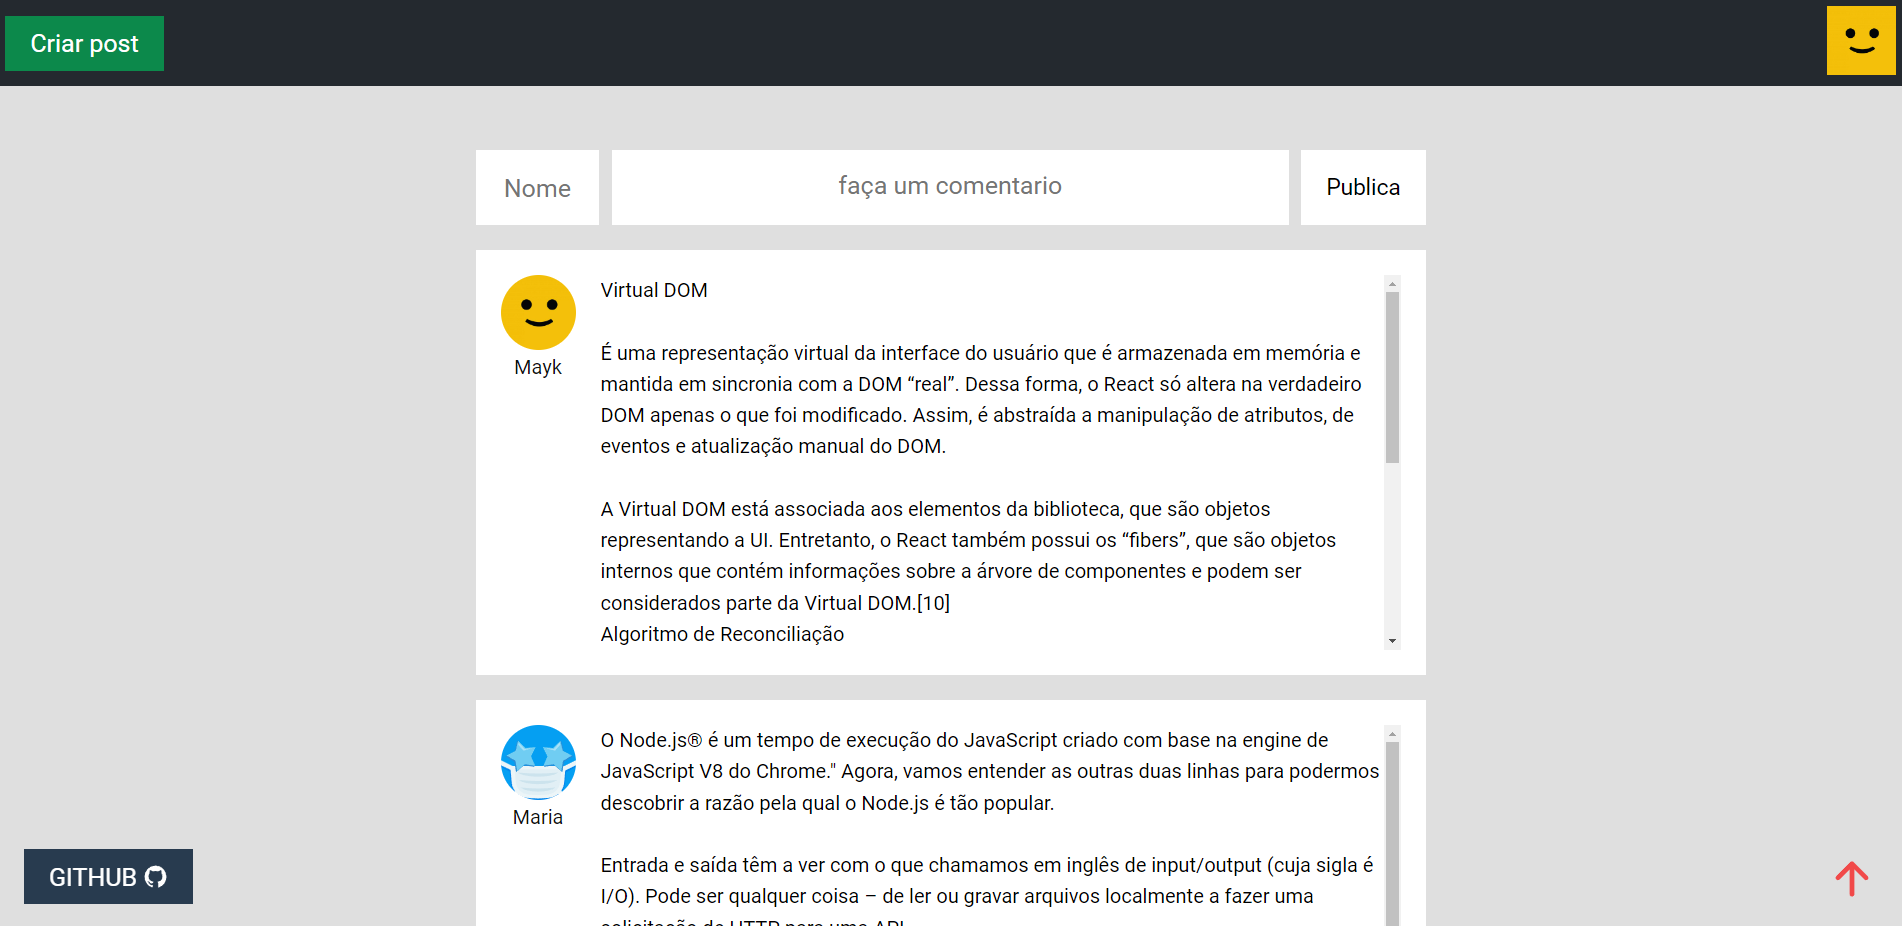 Criar post
Nome
faça um comentario
Publica
Virtual DOM
É uma representação virtual da interface do usuário que é armazenada em memória e
mantida em sincronia com a DOM “real”. Dessa forma, o React só altera na verdadeiro
DOM apenas o que foi modificado. Assim, é abstraída a manipulação de atributos, de
eventos e atualização manual do DOM.
A Virtual DOM está associada aos elementos da biblioteca, que são objetos
representando a UI. Entretanto, o React também possui os “fibers”, que são objetos
internos que contém informações sobre a árvore de componentes e podem ser
considerados parte da Virtual DOM.[10]
Algoritmo de Reconciliação
Mayk
O Node.js® é um tempo de execução do JavaScript criado com base na engine de
JavaScript V8 do Chrome." Agora, vamos entender as outras duas linhas para podermos
descobrir a razão pela qual o Node.js é tão popular.
Entrada e saída têm a ver com o que chamamos em inglês de input/output (cuja sigla é
I/O). Pode ser qualquer coisa – de ler ou gravar arquivos localmente a fazer uma
solicitação de HTTP para uma API.
Maria
GITHUB